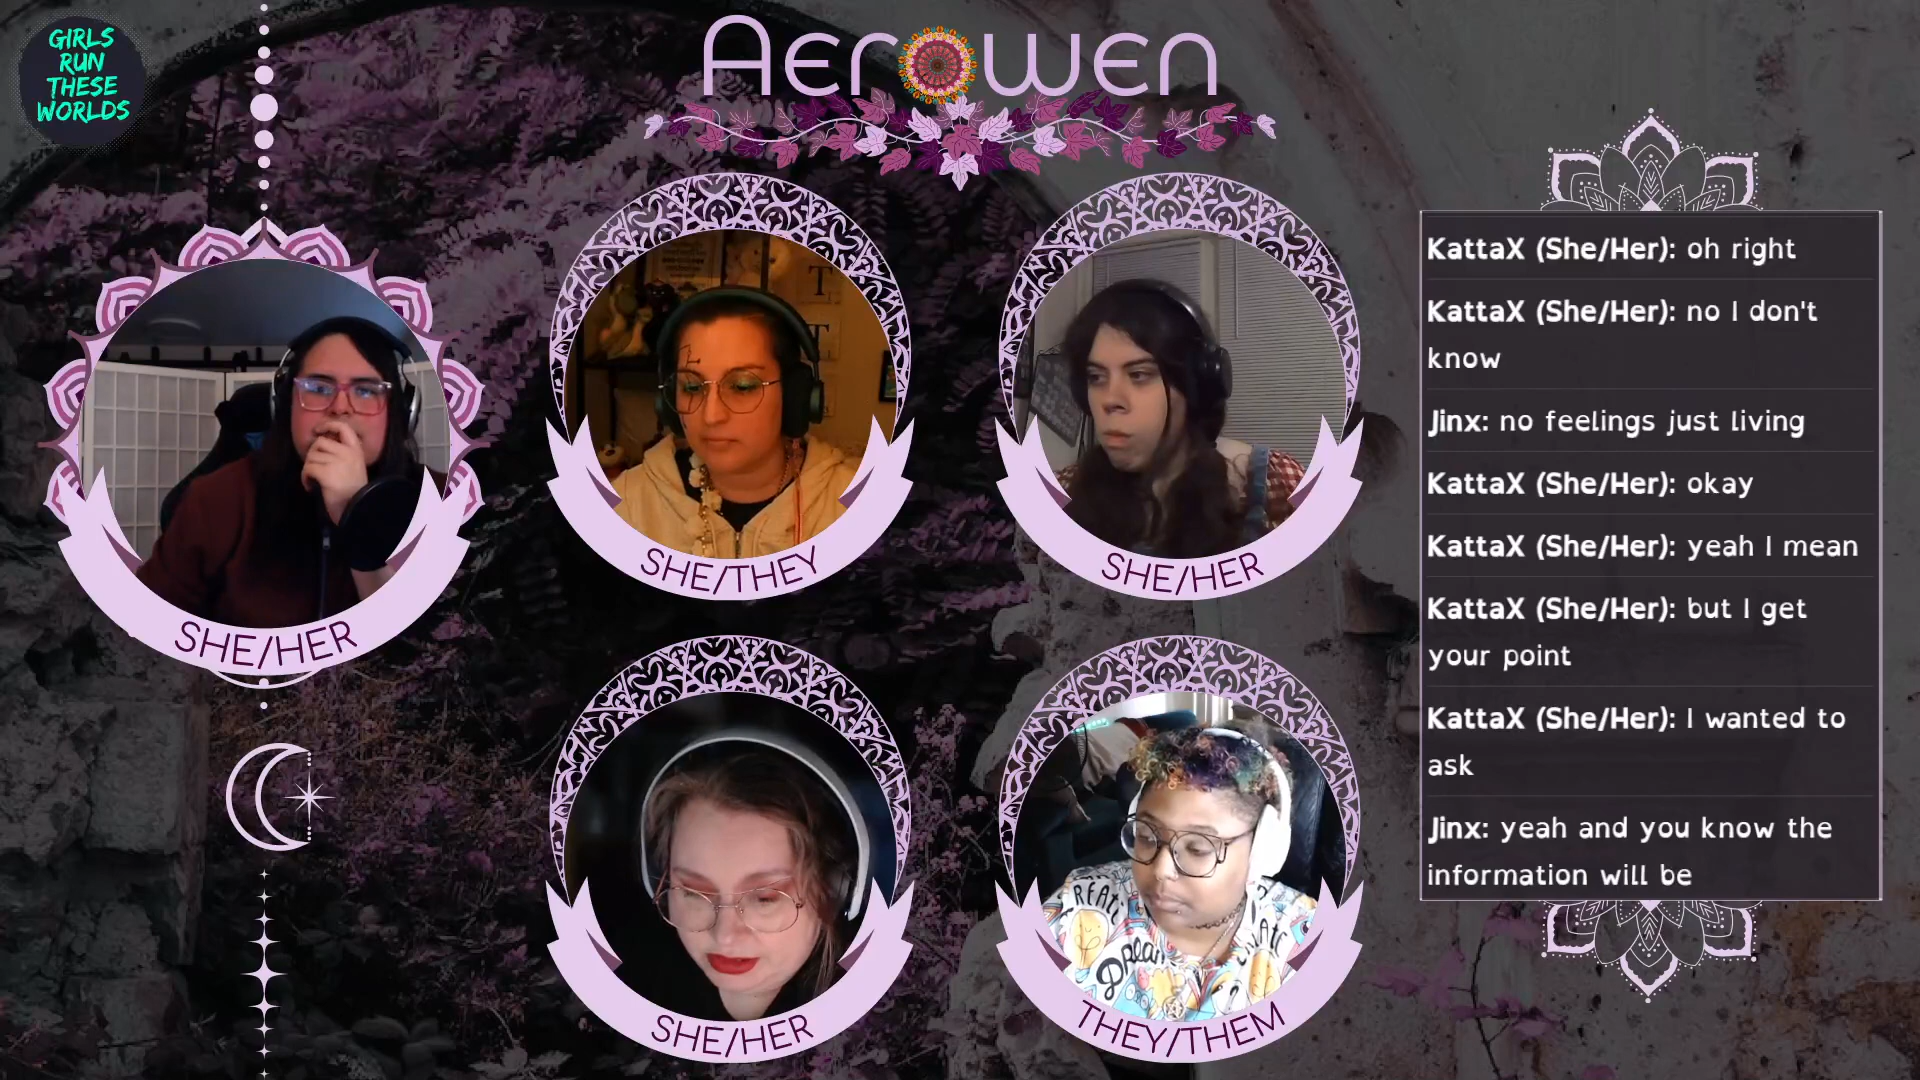 GIRLS
RUN
THESE
WORLDS
Aerowen
SHE/HER
SHE/THEY
SHE/HER
SHE/HER
THEY/THEM
KattaX (She/Her): oh right
KattaX (She/Her): no I don't
know
Jinx: no feelings just living
KattaX (She/Her): okay
KattaX (She/Her): yeah I mean
KattaX (She/Her): but I get
your point
KattaX (She/Her): I wanted to
ask
Jinx: yeah and you know the
information will be